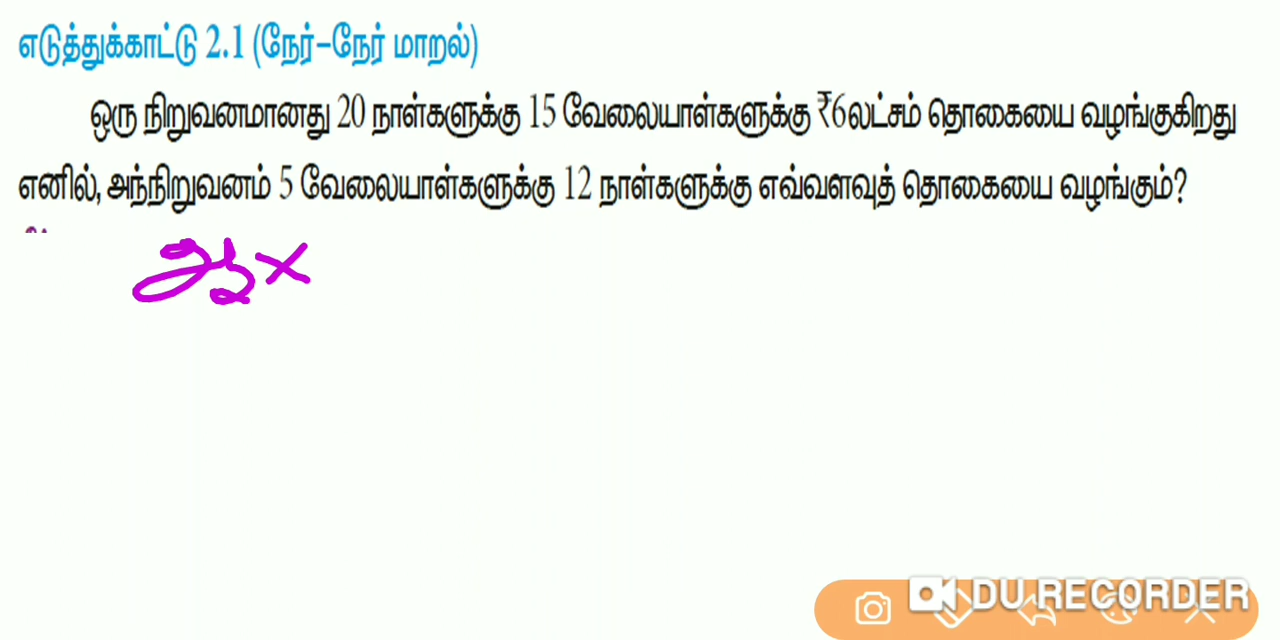 எடுத்துக்காட்டு 2.1 (நேர்–நேர் மாறல்)
ஒரு நிறுவனமானது 20 நாள்களுக்கு 15 வேலையாள்களுக்கு ₹6லட்சம் தொகையை வழங்குகிறது
எனில், அந்நிறுவனம் 5 வேலையாள்களுக்கு 12 நாள்களுக்கு எவ்வளவுத் தொகையை வழங்கும்?
DU RECORDER